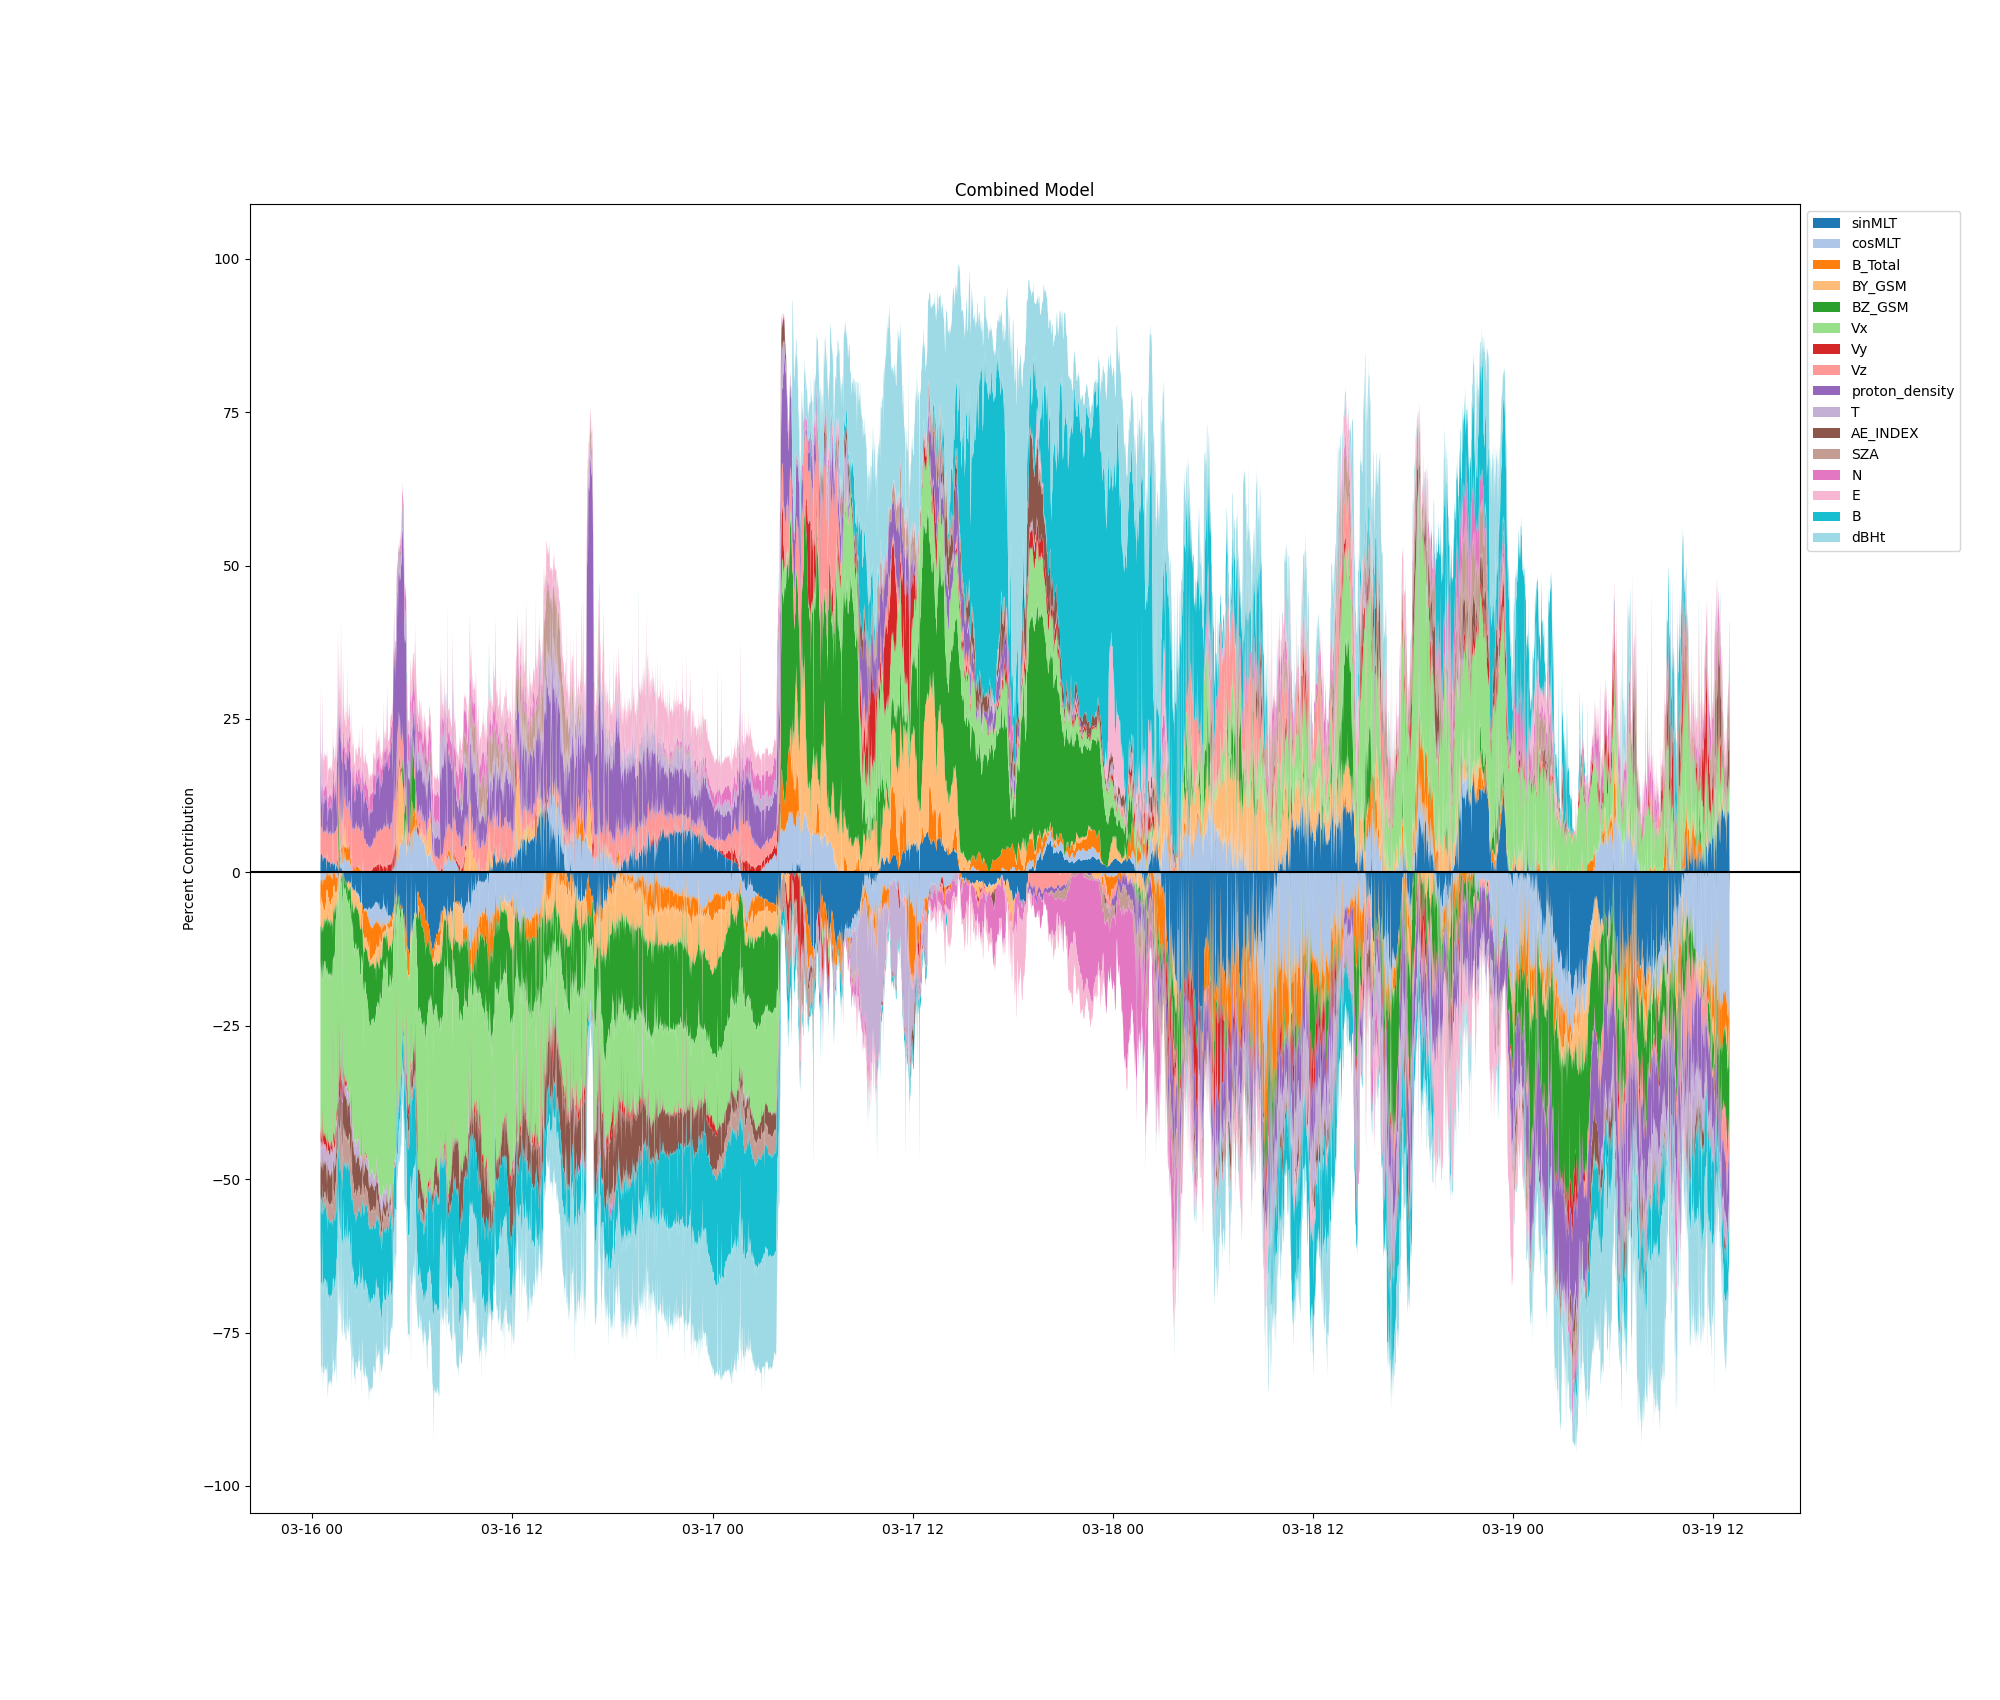 Combined Model
100
75
50
25
0
−25
−50
−75
−100
Percent Contribution
03-16 00
03-16 12
03-17 00
03-17 12
03-18 00
03-18 12
03-19 00
03-19 12
sinMLT
cosMLT
B_Total
BY_GSM
BZ_GSM
Vx
Vy
Vz
proton_density
T
AE_INDEX
SZA
N
E
B
dBHt